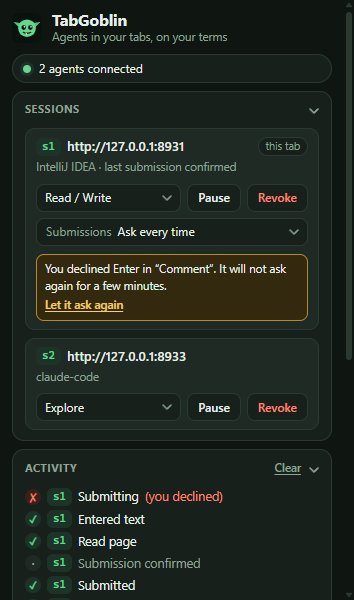 TabGoblin
Agents in your tabs, on your terms
2 agents connected
SESSIONS
s1 http://127.0.0.1:8931 this tab
IntelliJ IDEA · last submission confirmed
Read / Write Pause Revoke
Submissions Ask every time
You declined Enter in “Comment”. It will not ask
again for a few minutes.
Let it ask again
s2 http://127.0.0.1:8933
claude-code
Explore Pause Revoke
ACTIVITY Clear
✗ s1 Submitting (you declined)
✓ s1 Entered text
✓ s1 Read page
· s1 Submission confirmed
✓ s1 Submitted